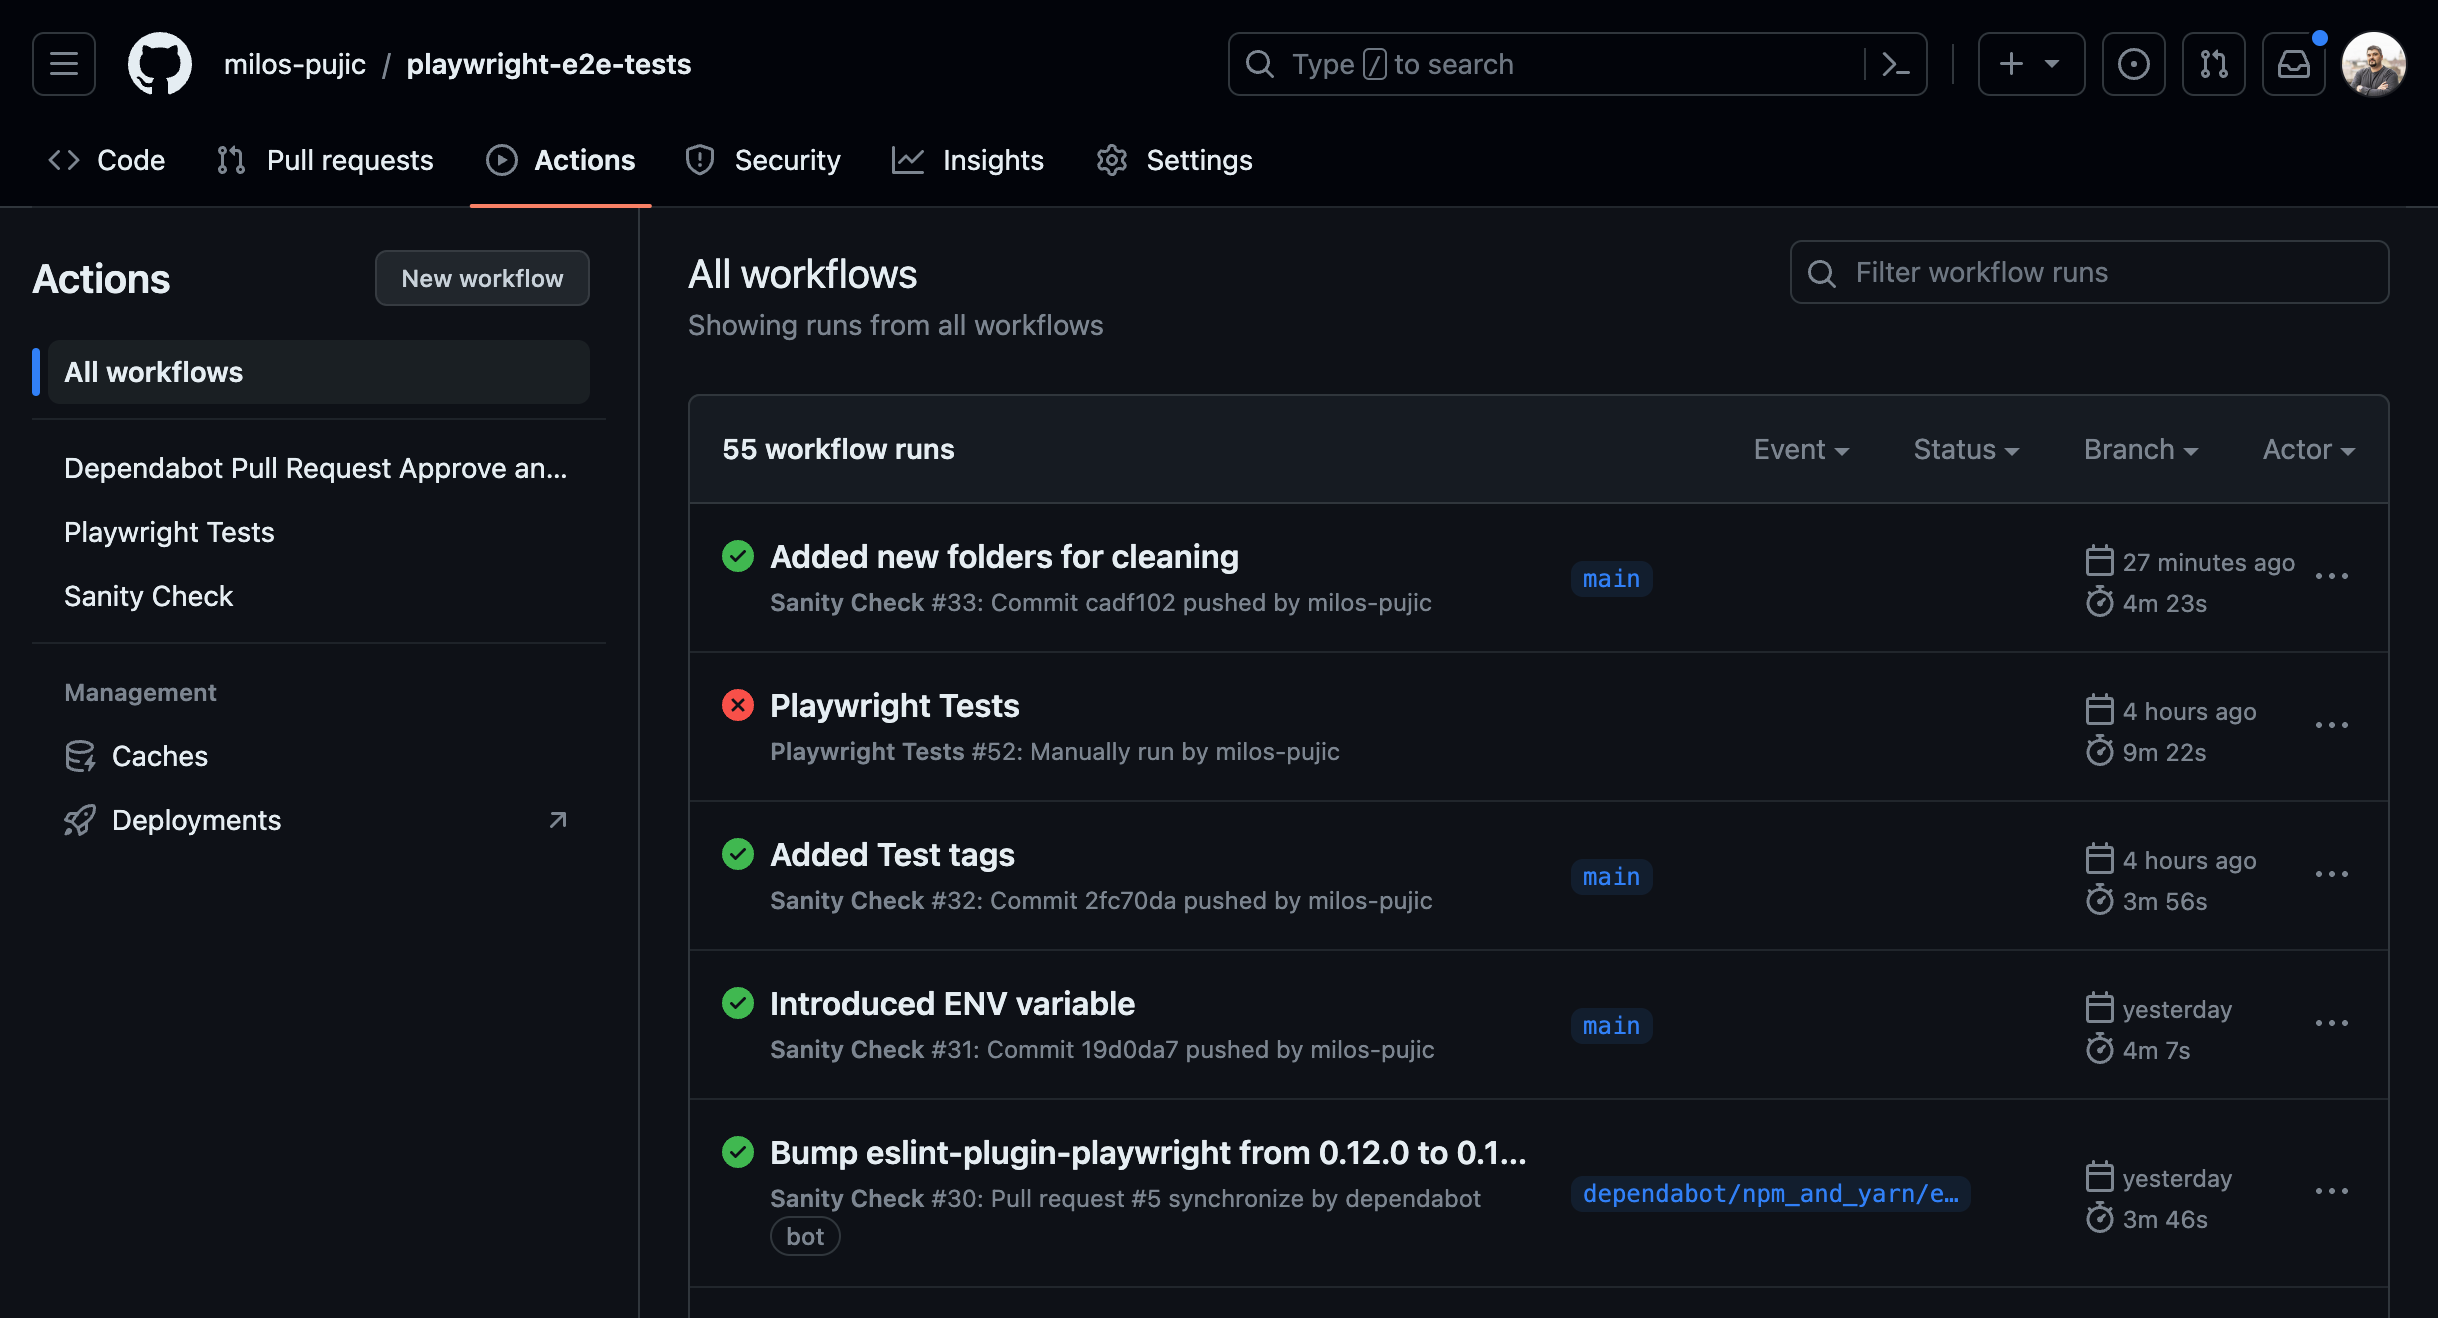 milos-pujic / playwright-e2e-tests
Type / to search
Code
Pull requests
Actions
Security
Insights
Settings
Actions
New workflow
All workflows
Dependabot Pull Request Approve an...
Playwright Tests
Sanity Check
Management
Caches
Deployments
All workflows
Showing runs from all workflows
Filter workflow runs
55 workflow runs
Event
Status
Branch
Actor
Added new folders for cleaning
Sanity Check #33: Commit cadf102 pushed by milos-pujic
main
27 minutes ago
4m 23s
Playwright Tests
Playwright Tests #52: Manually run by milos-pujic
4 hours ago
9m 22s
Added Test tags
Sanity Check #32: Commit 2fc70da pushed by milos-pujic
main
4 hours ago
3m 56s
Introduced ENV variable
Sanity Check #31: Commit 19d0da7 pushed by milos-pujic
main
yesterday
4m 7s
Bump eslint-plugin-playwright from 0.12.0 to 0.1...
Sanity Check #30: Pull request #5 synchronize by dependabot
bot
dependabot/npm_and_yarn/e…
yesterday
3m 46s